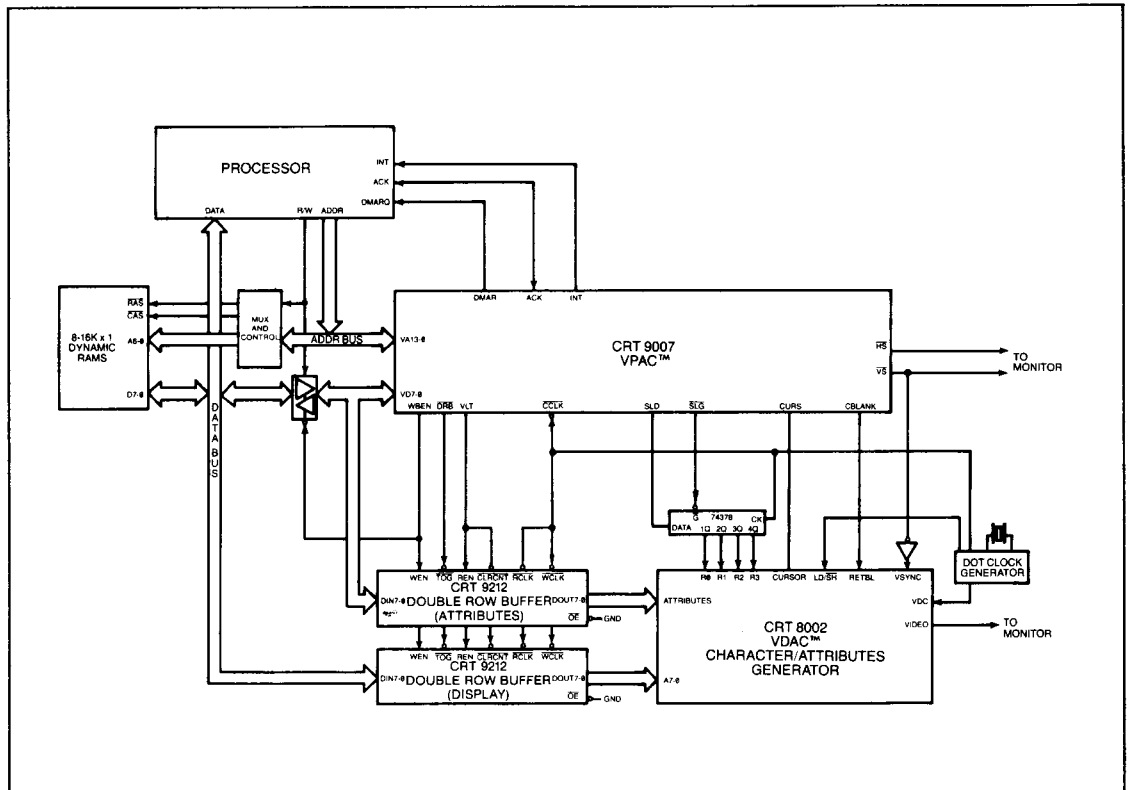 PROCESSOR
INT
ACK
DMARQ
DATA R/W ADDR
8-16K x 1
DYNAMIC
RAMS
RAS
CAS
A6-0
D7-0
MUX
AND
CONTROL
ADDR BUS
DATA BUS
DMAR ACK INT
VA13-0
VD7-0
CRT 9007
VPAC™
HS
VS
TO
MONITOR
WBEN DRB VLT CCLK SLD SLG CURS CBLANK
G
74378
DATA
CK
1Q 2Q 3Q 4Q
DOT CLOCK
GENERATOR
WEN TOG REN CLRCNT RCLK WCLK
CRT 9212
DIN7-0 DOUBLE ROW BUFFER DOUT7-0
(ATTRIBUTES)
OE GND
WEN TOG REN CLRCNT RCLK WCLK
CRT 9212
DIN7-0 DOUBLE ROW BUFFER DOUT7-0
(DISPLAY)
OE GND
R0 R1 R2 R3 CURSOR LD/SH RETBL VSYNC
ATTRIBUTES
VDC
VIDEO
TO
MONITOR
CRT 8002
VDAC™
CHARACTER/ATTRIBUTES
GENERATOR
A7-0